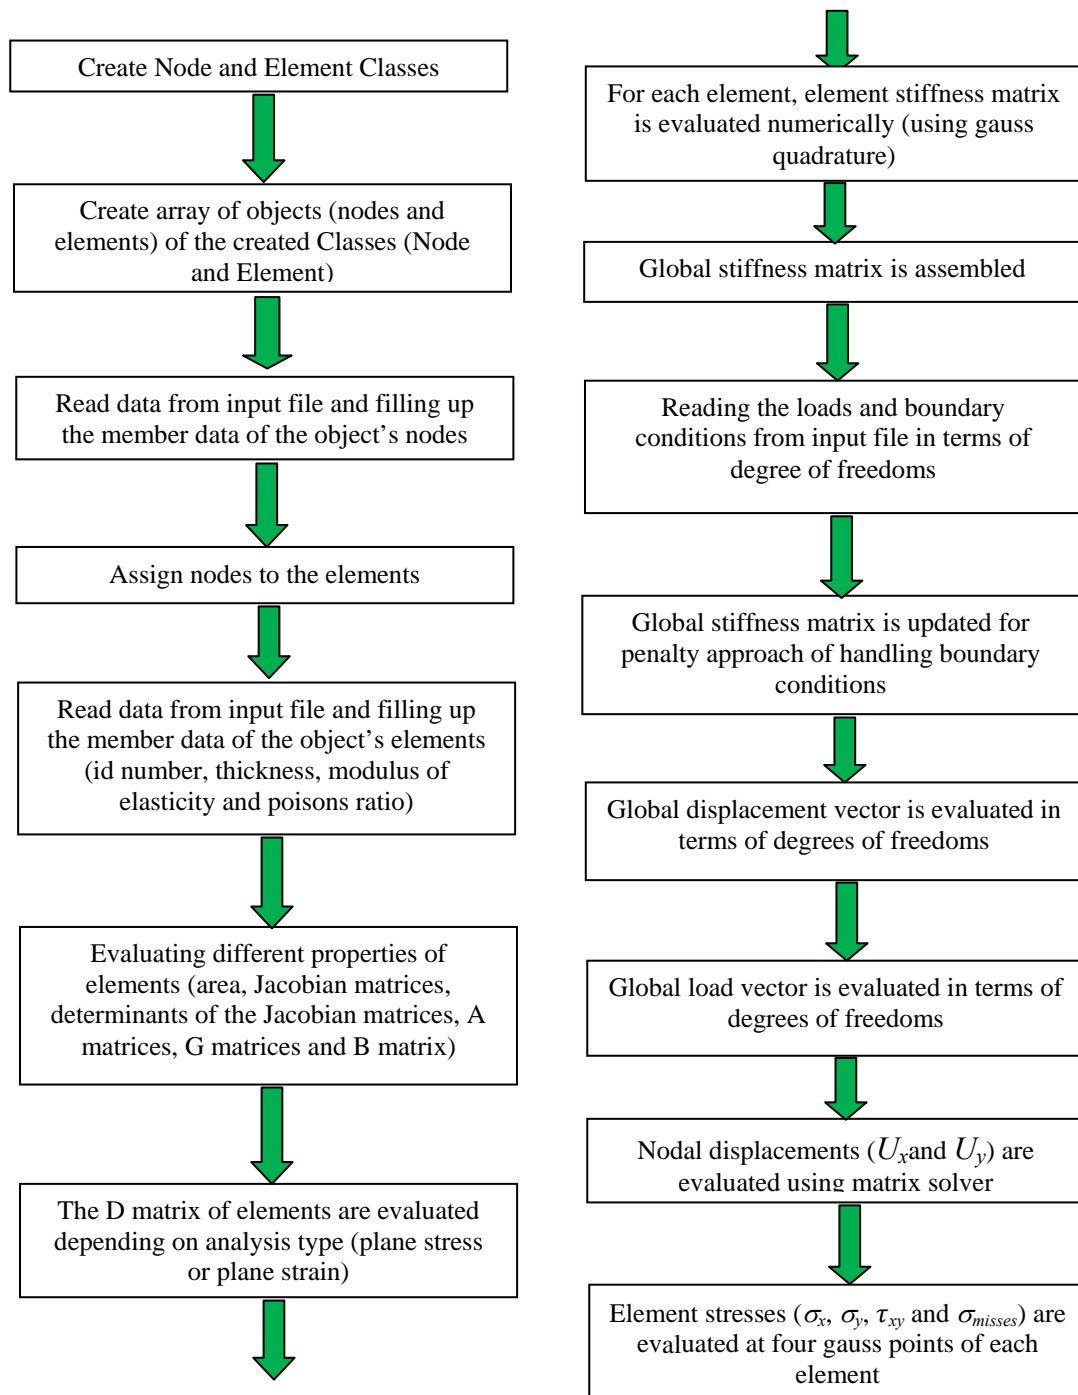 Create Node and Element Classes
Create array of objects (nodes and
elements) of the created Classes (Node
and Element)
Read data from input file and filling up
the member data of the object's nodes
Assign nodes to the elements
Read data from input file and filling up
the member data of the object's elements
(id number, thickness, modulus of
elasticity and poisons ratio)
Evaluating different properties of
elements (area, Jacobian matrices,
determinants of the Jacobian matrices, A
matrices, G matrices and B matrix)
The D matrix of elements are evaluated
depending on analysis type (plane stress
or plane strain)
For each element, element stiffness matrix
is evaluated numerically (using gauss
quadrature)
Global stiffness matrix is assembled
Reading the loads and boundary
conditions from input file in terms of
degree of freedoms
Global stiffness matrix is updated for
penalty approach of handling boundary
conditions
Global displacement vector is evaluated in
terms of degrees of freedoms
Global load vector is evaluated in terms of
degrees of freedoms
Nodal displacements (Uₓand U_y) are
evaluated using matrix solver
Element stresses (σₓ, σ_y, τ_xy and σ_misses) are
evaluated at four gauss points of each
element